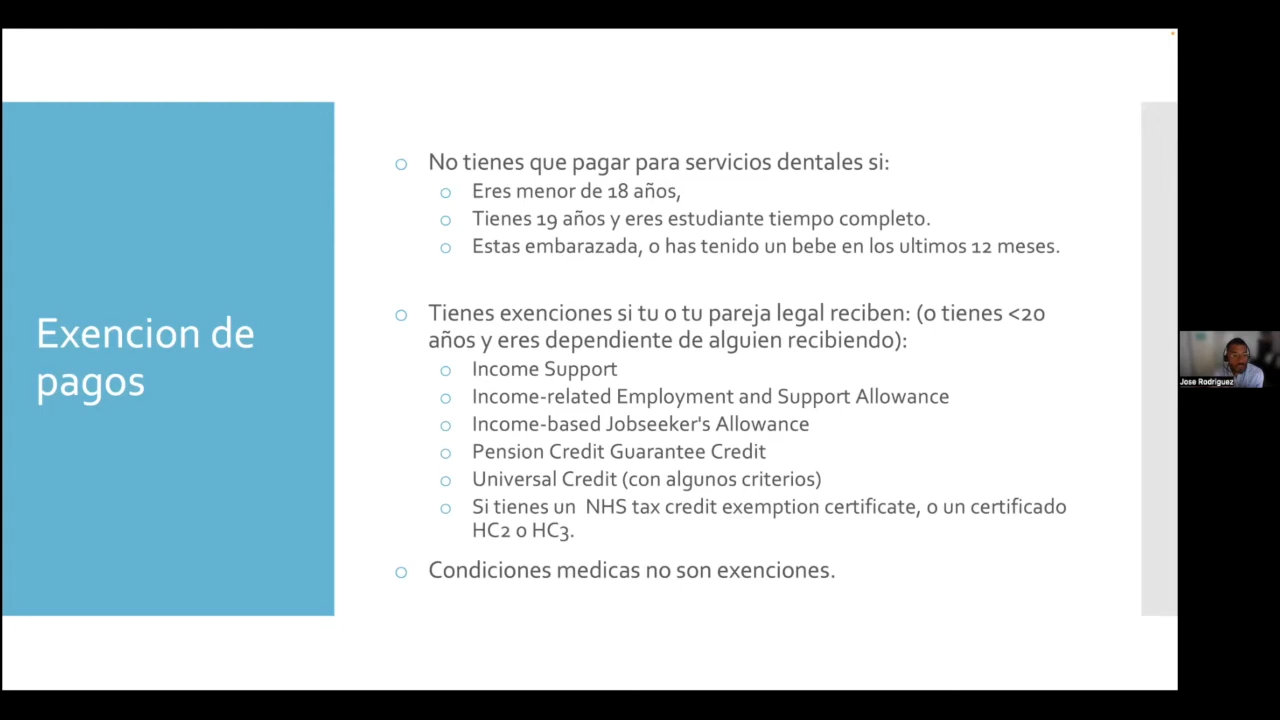 Exencion de
pagos
o No tienes que pagar para servicios dentales si:
o Eres menor de 18 años,
o Tienes 19 años y eres estudiante tiempo completo.
o Estas embarazada, o has tenido un bebe en los ultimos 12 meses.
o Tienes exenciones si tu o tu pareja legal reciben: (o tienes <20
años y eres dependiente de alguien recibiendo):
o Income Support
o Income-related Employment and Support Allowance
o Income-based Jobseeker's Allowance
o Pension Credit Guarantee Credit
o Universal Credit (con algunos criterios)
o Si tienes un NHS tax credit exemption certificate, o un certificado
HC2 o HC3.
o Condiciones medicas no son exenciones.
Jose Rodriguez